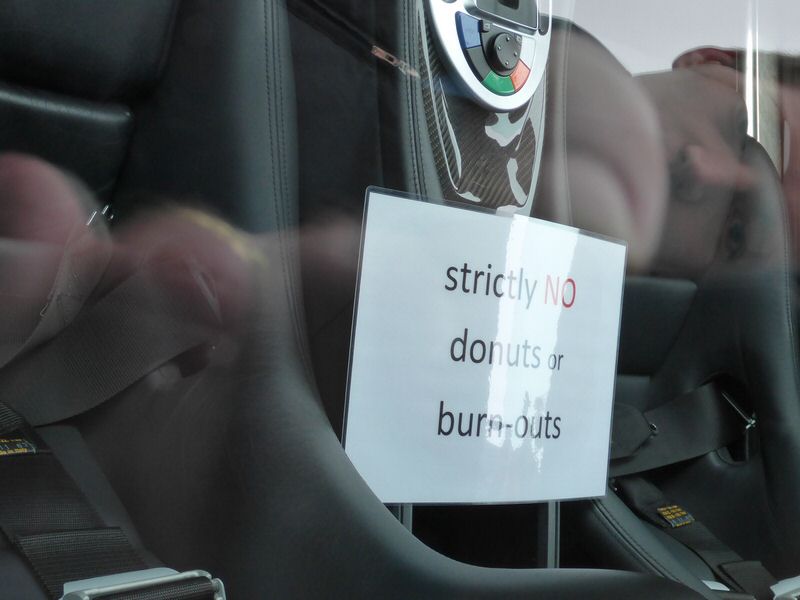 strictly NO
donuts or
burn-outs